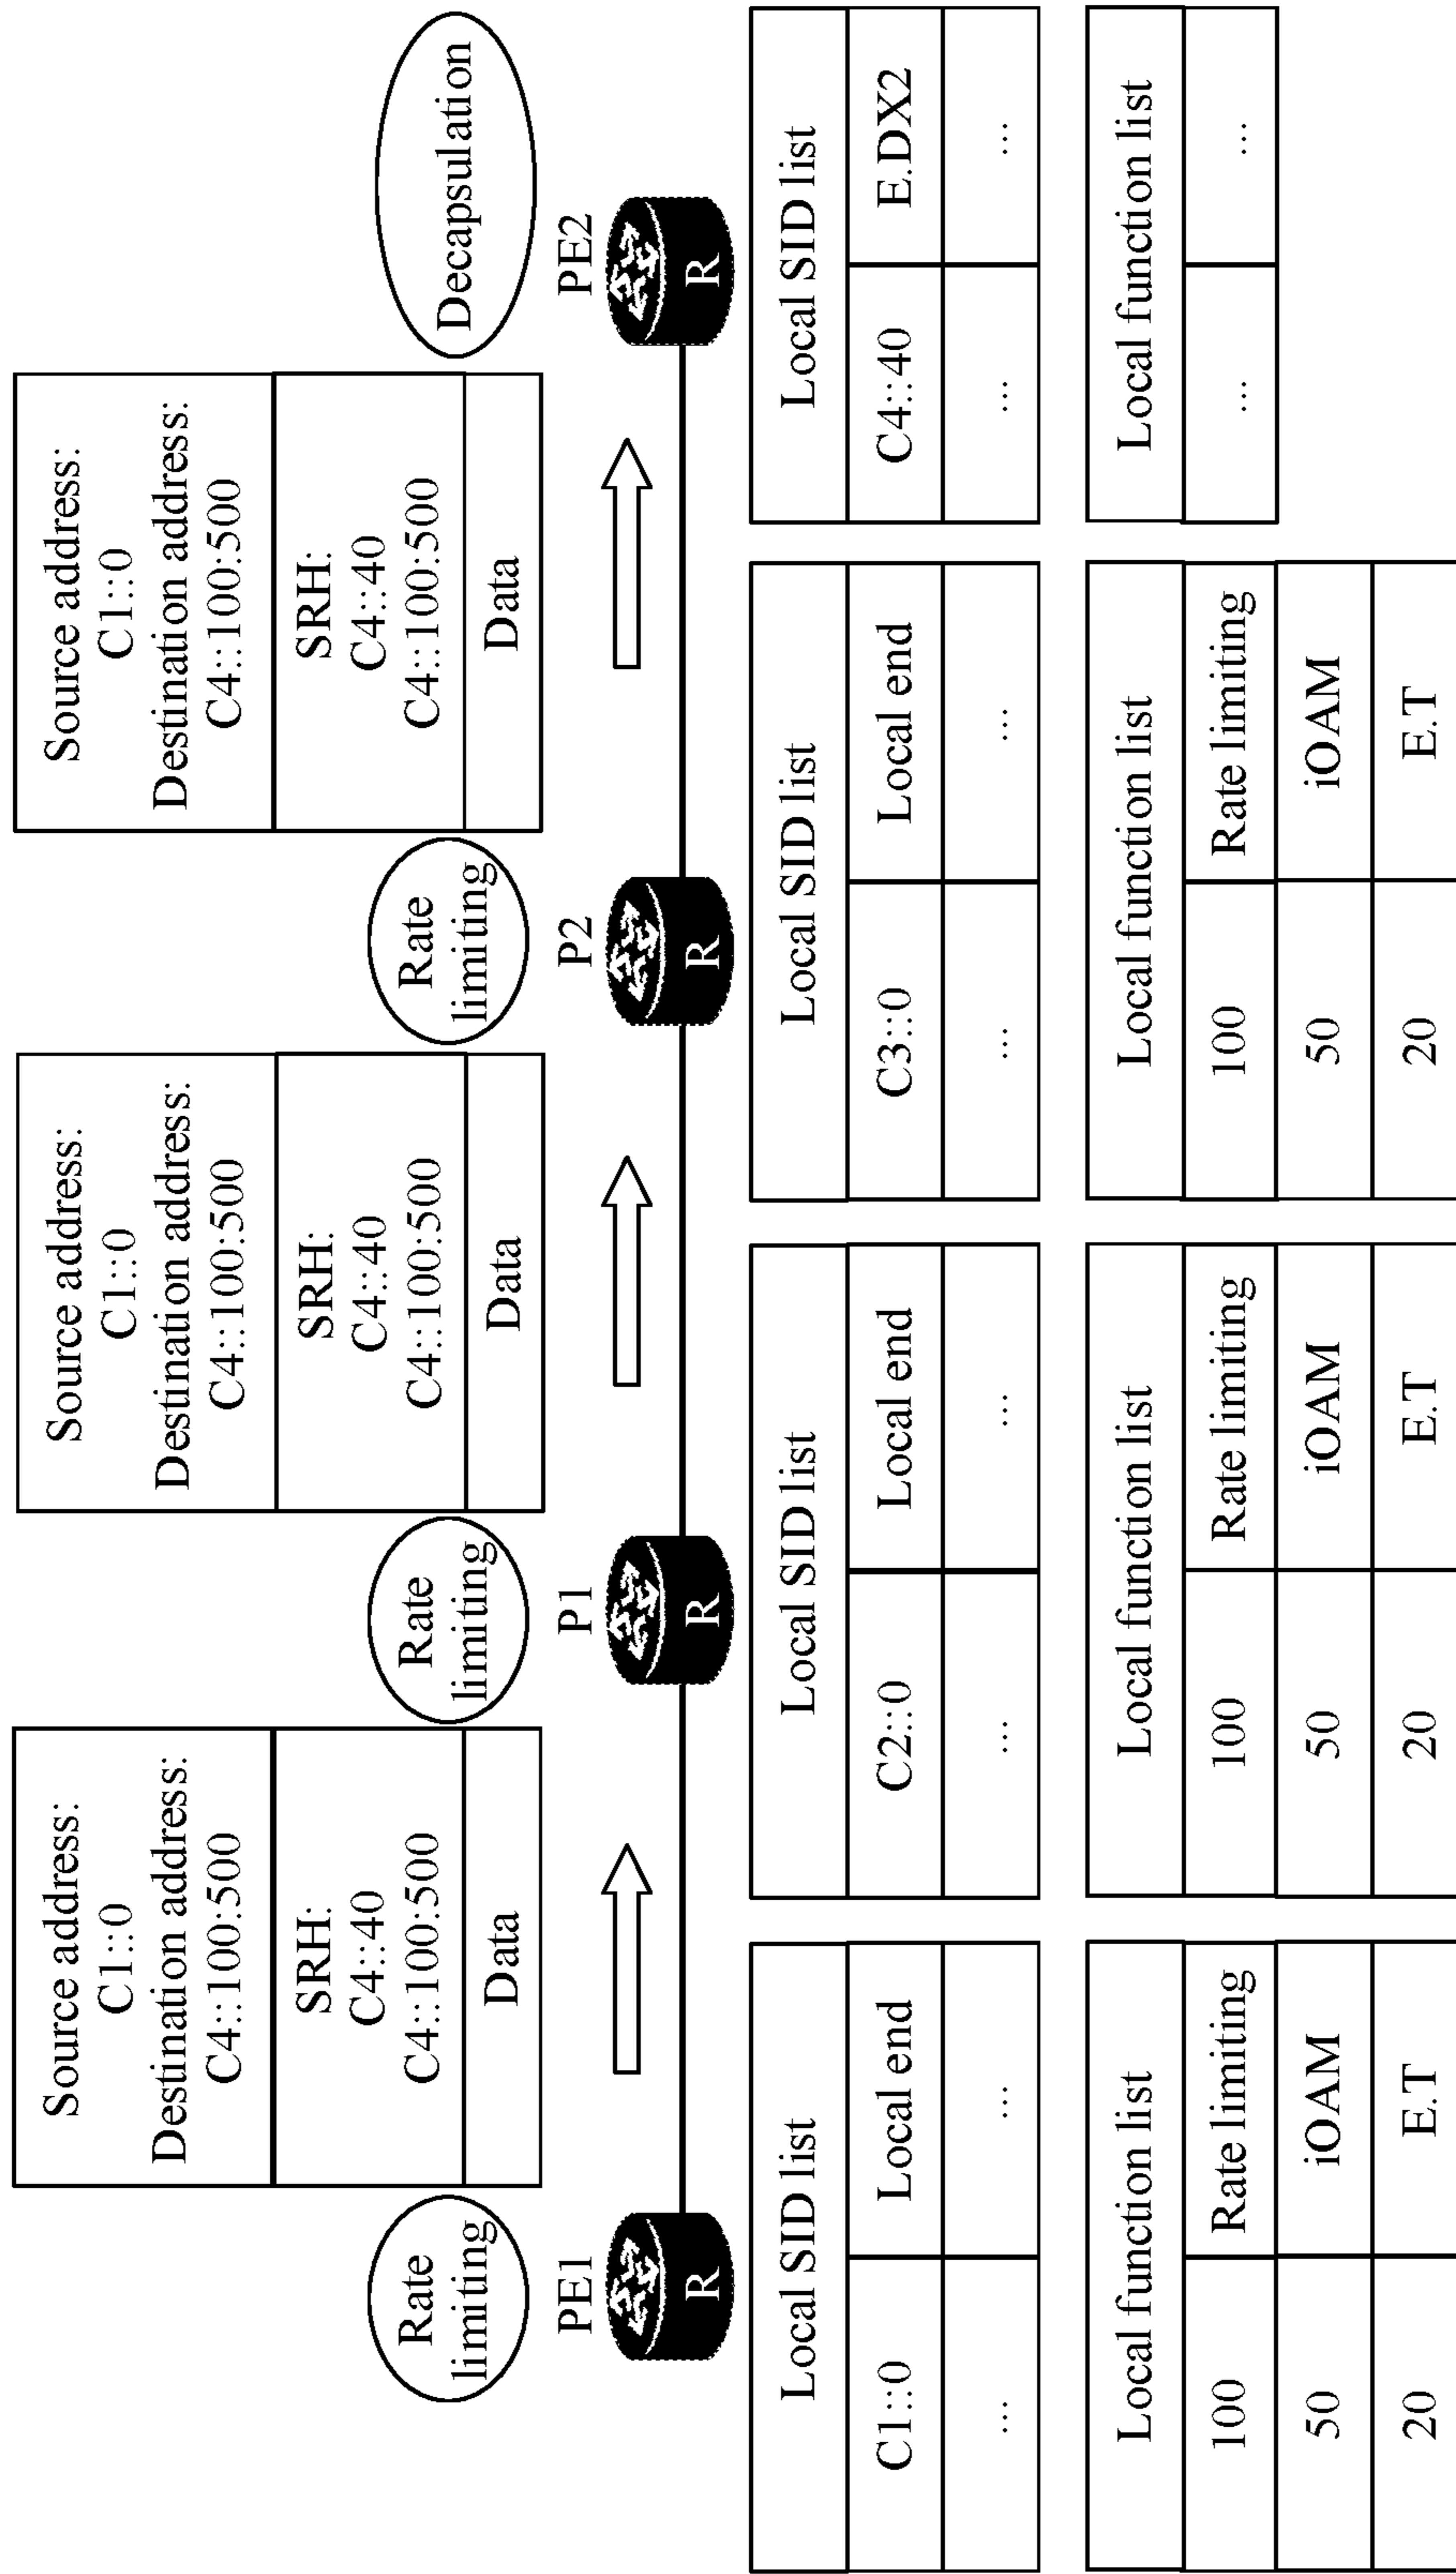 Source address:
C1::0
Destination address:
C4::100:500
SRH:
C4::40
C4::100:500
Data
Source address:
C1::0
Destination address:
C4::100:500
SRH:
C4::40
C4::100:500
Data
Source address:
C1::0
Destination address:
C4::100:500
SRH:
C4::40
C4::100:500
Data
Rate
limiting
Rate
limiting
Rate
limiting
Decapsulation
PE1
P1
P2
PE2
R
R
R
R
Local SID list
C1::0 Local end
... ...
Local SID list
C2::0 Local end
... ...
Local SID list
C3::0 Local end
... ...
Local SID list
C4::40 E.DX2
... ...
Local function list
100 Rate limiting
50 iOAM
20 E.T
Local function list
100 Rate limiting
50 iOAM
20 E.T
Local function list
100 Rate limiting
50 iOAM
20 E.T
Local function list
... ...